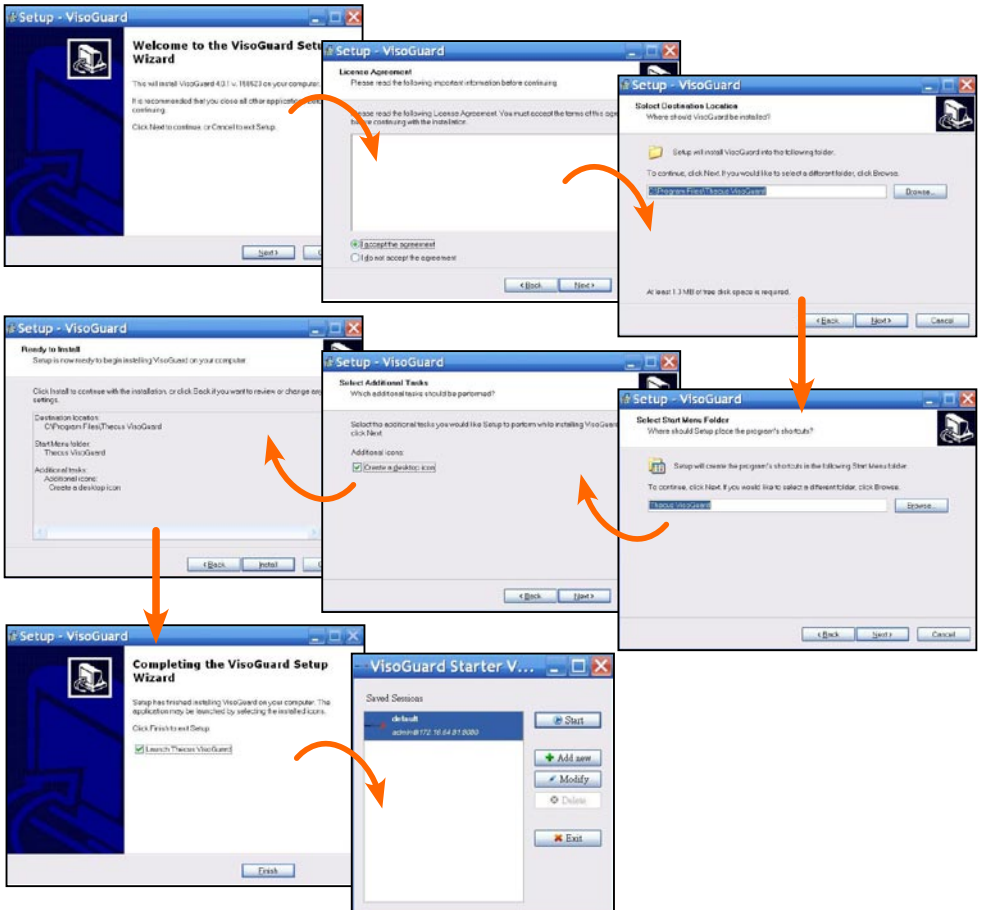 Setup - VisoGuard
Welcome to the VisoGuard Setu
Wizard
This will install VisoGuard 4.0.1 v. on your computer.
It is recommended that you close all other applications
continuing.
Click Next to continue, or Cancel to exit Setup.
Next >
Setup - VisoGuard
License Agreement
Please read the following important information before continuing
Please read the following License Agreement. You must accept the terms of this
before continuing with the installation.
I accept the agreement
I do not accept the agreement
< Back
Next >
Setup - VisoGuard
Select Destination Location
Where should VisoGuard be installed?
Setup will install VisoGuard into the following folder.
To continue, click Next. If you would like to select a different folder, click Browse.
C:\Program Files\Thecus VisoGuard
Browse...
At least 1.3 MB of free disk space is required.
< Back
Next >
Cancel
Setup - VisoGuard
Select Start Menu Folder
Where should Setup place the program's shortcuts?
Setup will create the program's shortcuts in the following Start Menu folder.
To continue, click Next. If you would like to select a different folder, click Browse.
Thecus VisoGuard
Browse...
< Back
Next >
Cancel
Setup - VisoGuard
Select Additional Tasks
Which additional tasks should be performed?
Select the additional tasks you would like Setup to perform while installing VisoGuard
click Next.
Additional icons:
Create a desktop icon
< Back
Next >
Setup - VisoGuard
Ready to Install
Setup is now ready to begin installing VisoGuard on your computer.
Click Install to continue with the installation, or click Back if you want to review or change any
settings.
Destination location:
C:\Program Files\Thecus VisoGuard
Start Menu folder:
Thecus VisoGuard
Additional tasks:
Additional icons:
Create a desktop icon
< Back
Install
Setup - VisoGuard
Completing the VisoGuard Setup
Wizard
Setup has finished installing VisoGuard on your computer. The
application may be launched by selecting the installed icons.
Click Finish to exit Setup.
Launch Thecus VisoGuard
Finish
VisoGuard Starter V...
Saved Sessions
default
admin@172.16.64.81:8080
Start
Add new
Modify
Delete
Exit